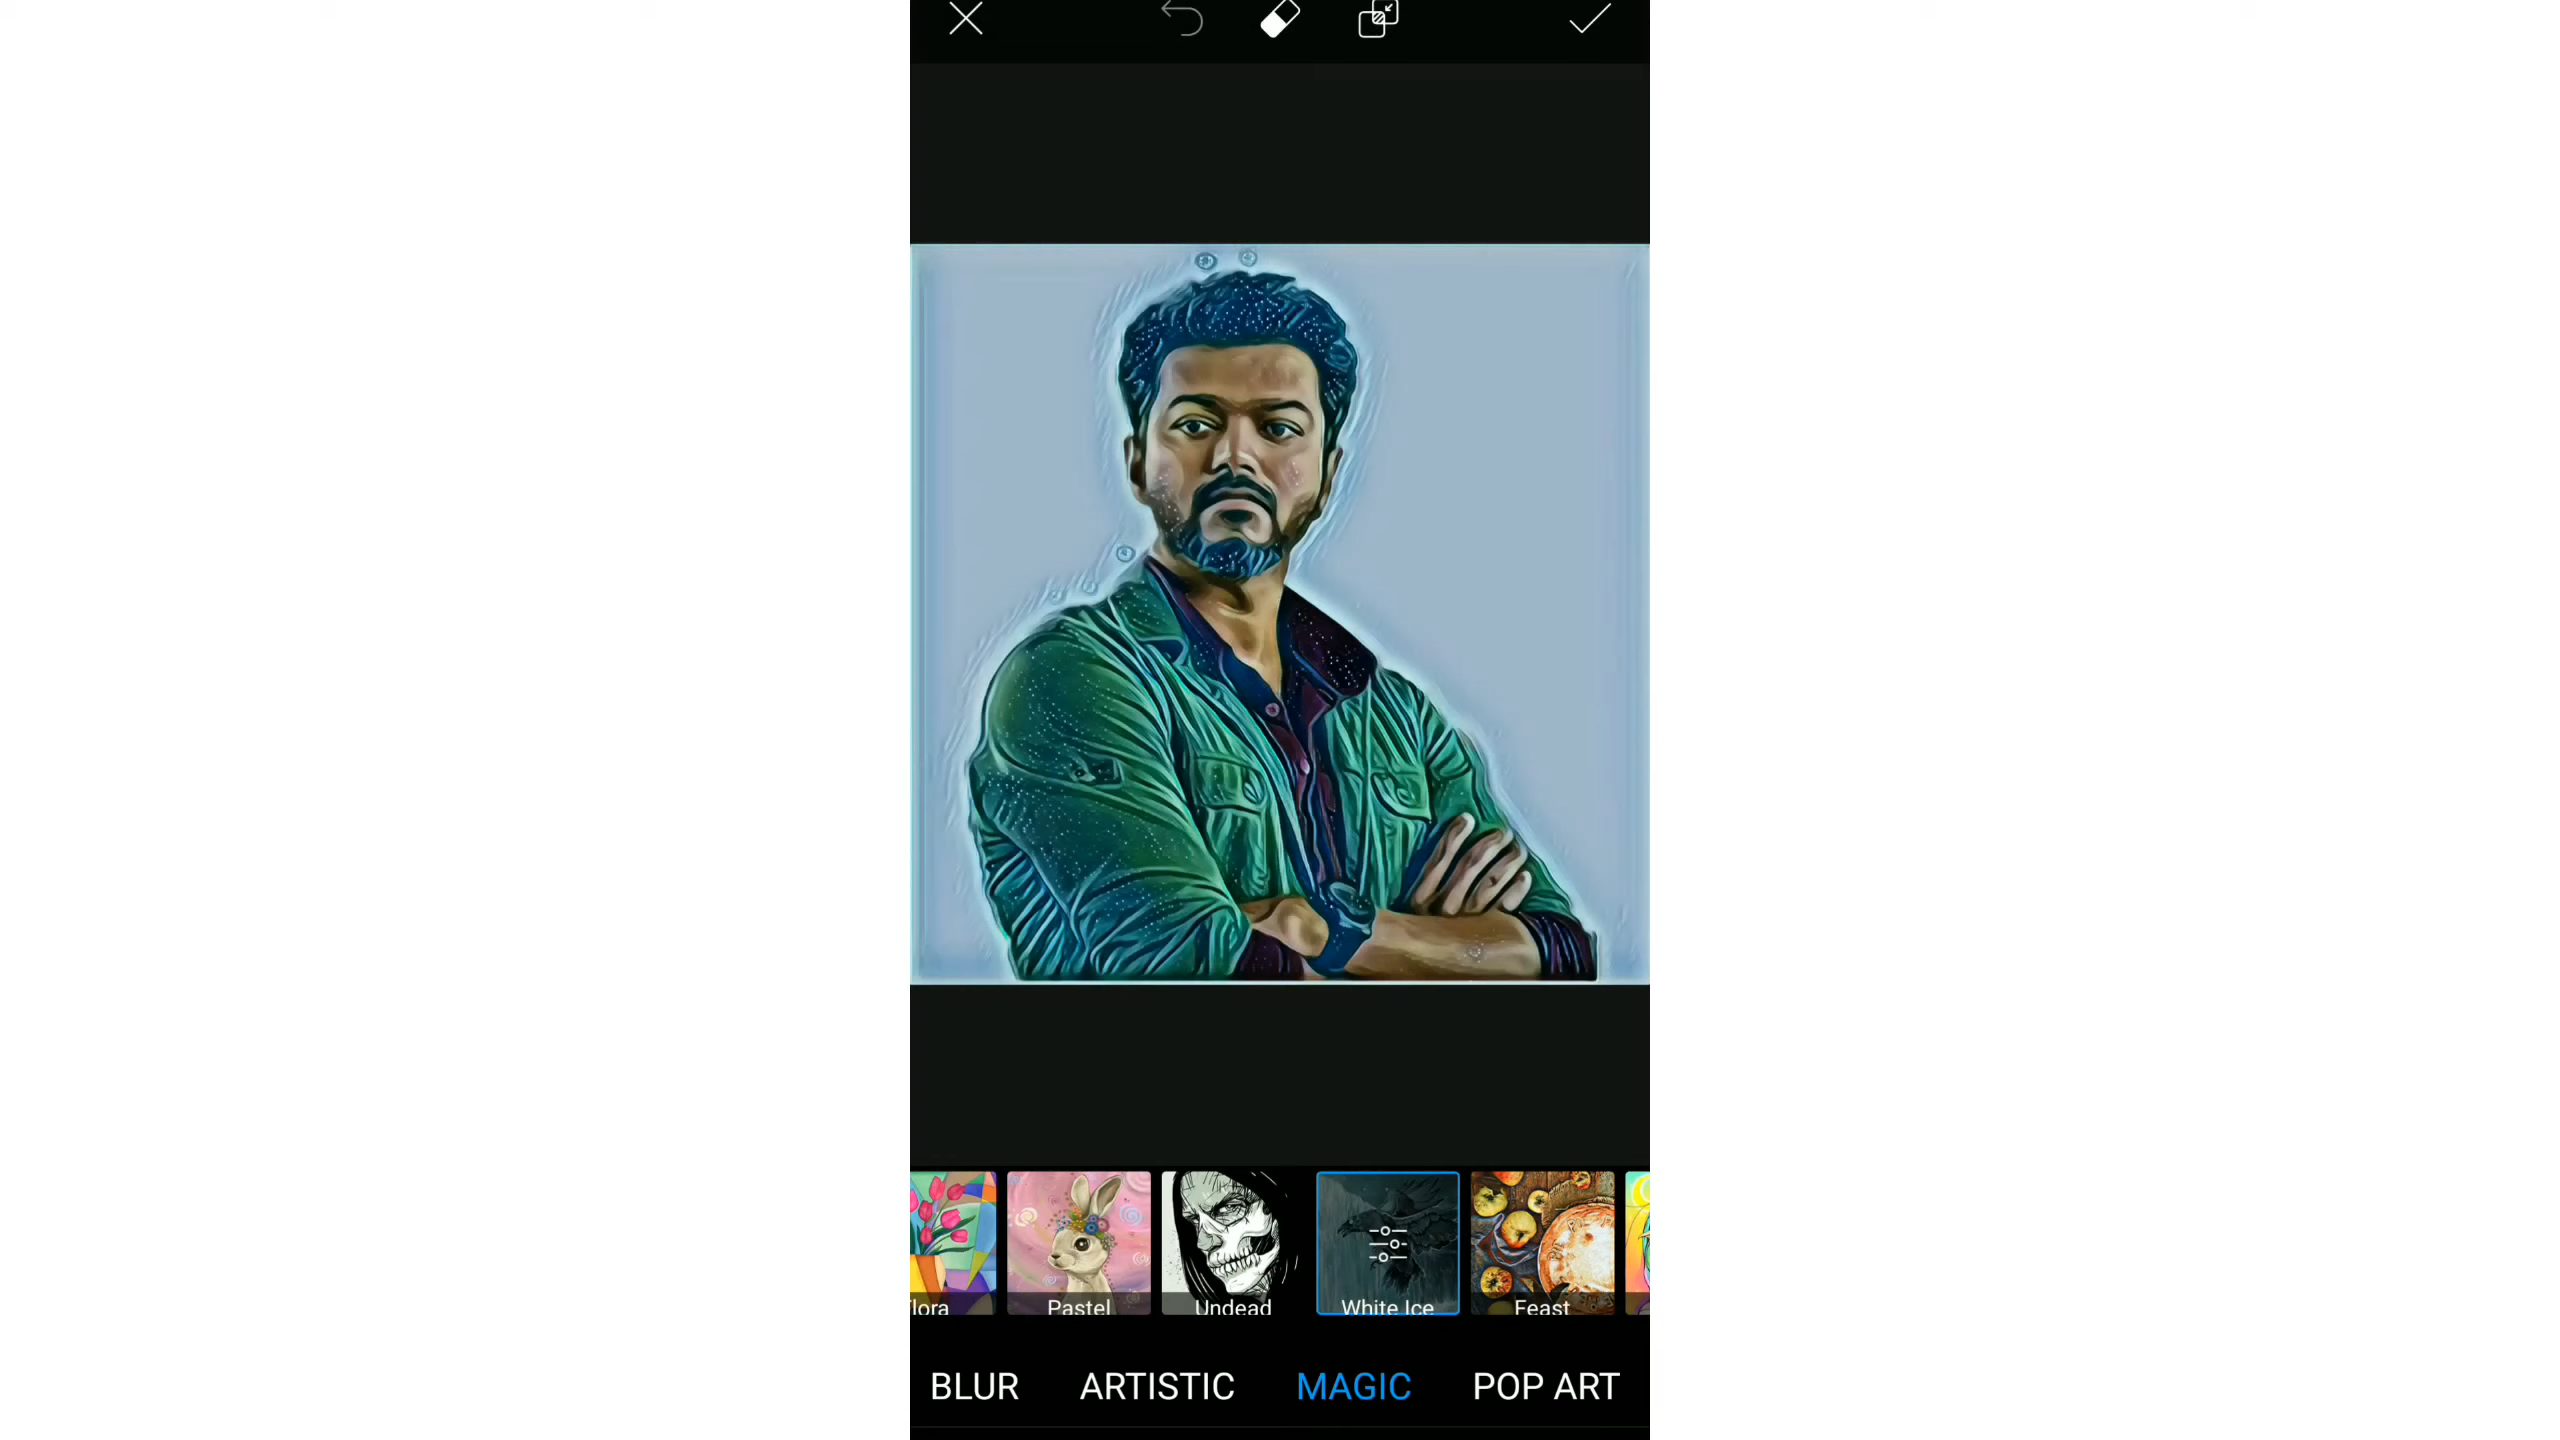 lora
Pastel
Undead
White Ice
Feast
BLUR
ARTISTIC
MAGIC
POP ART